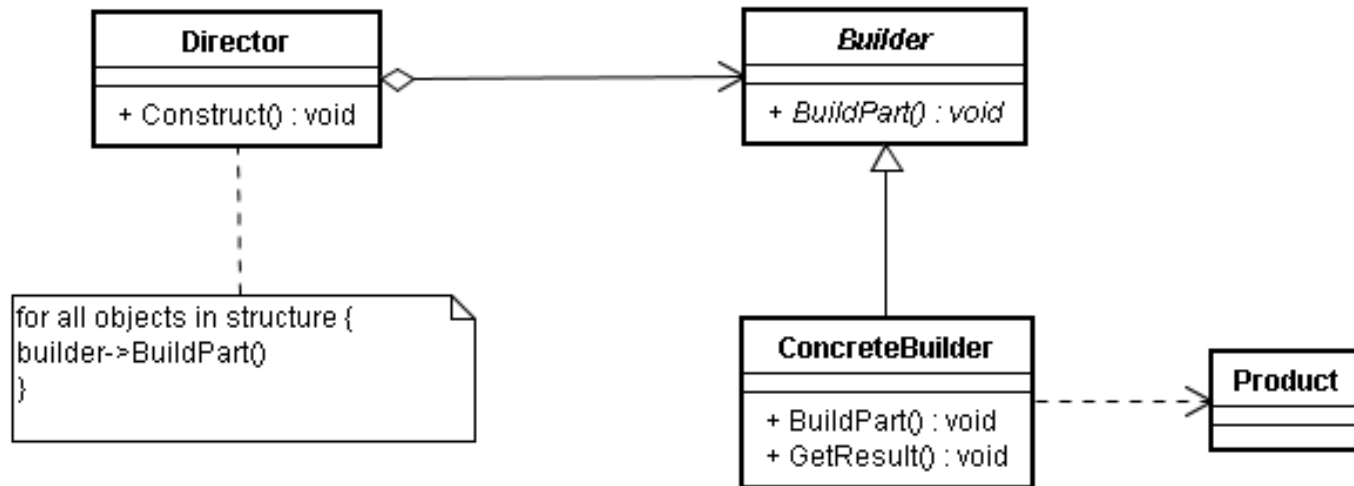 Director
+ Construct() : void
Builder
+ BuildPart() : void
for all objects in structure {
builder->BuildPart()
}
ConcreteBuilder
+ BuildPart() : void
+ GetResult() : void
Product